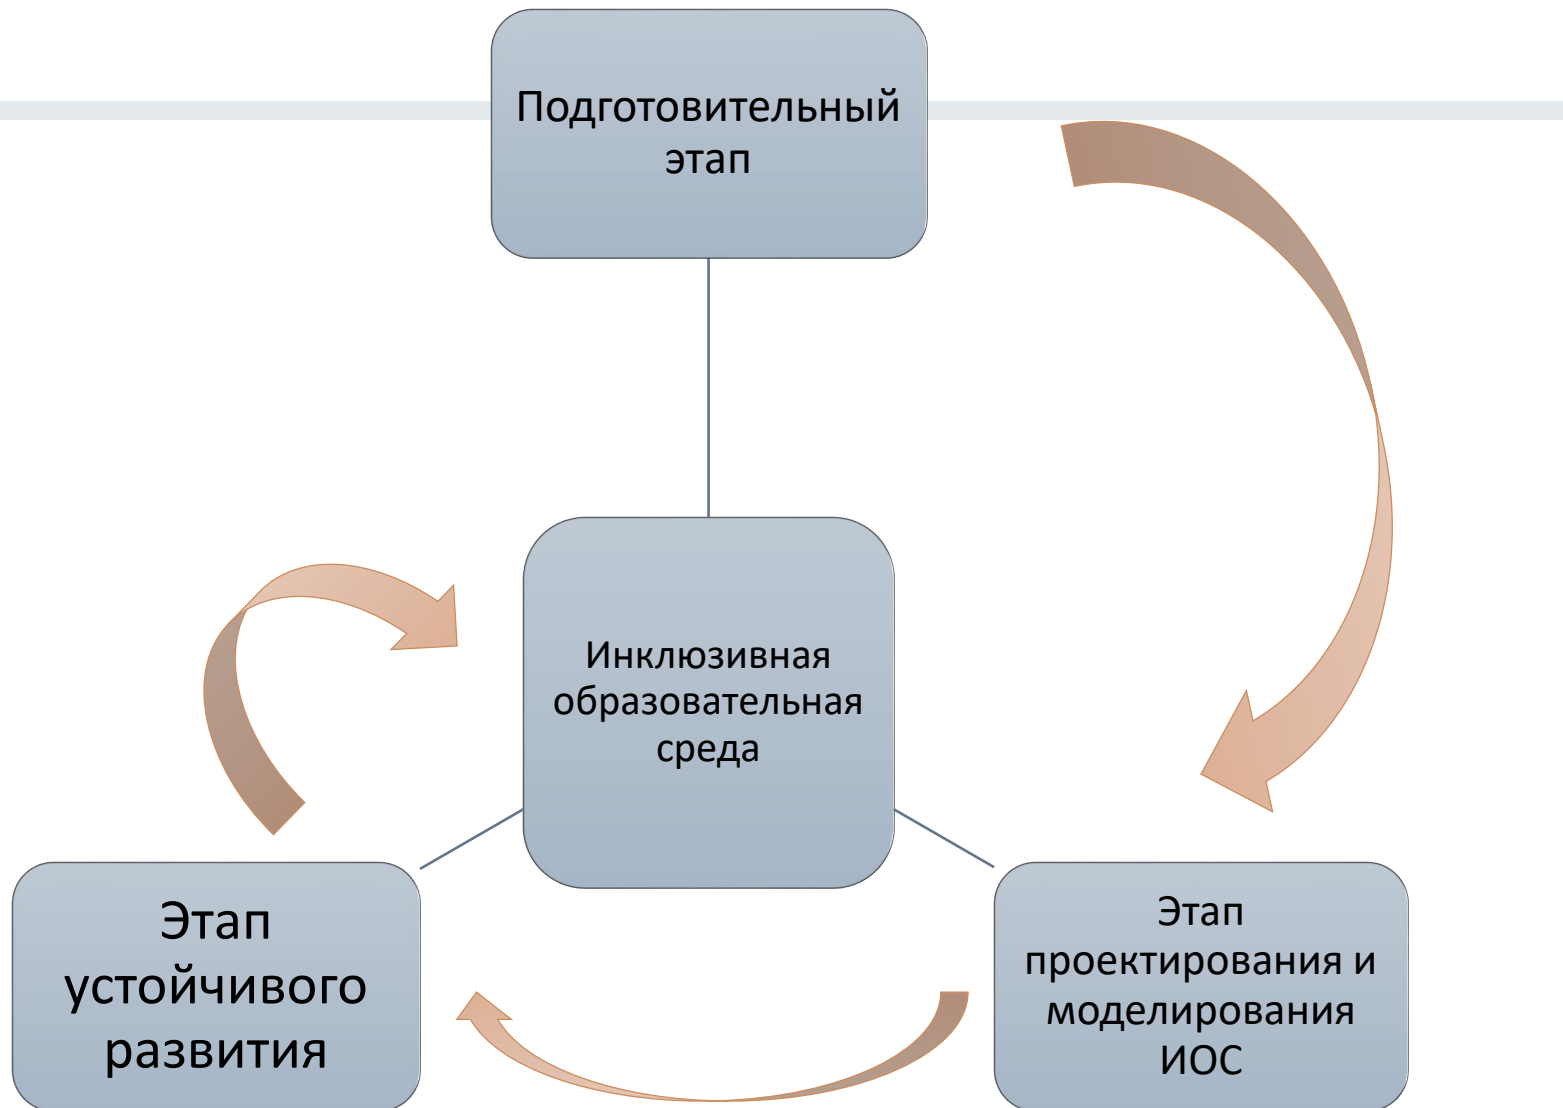 Подготовительный
этап
Инклюзивная
образовательная
среда
Этап
устойчивого
развития
Этап
проектирования и
моделирования
ИОС